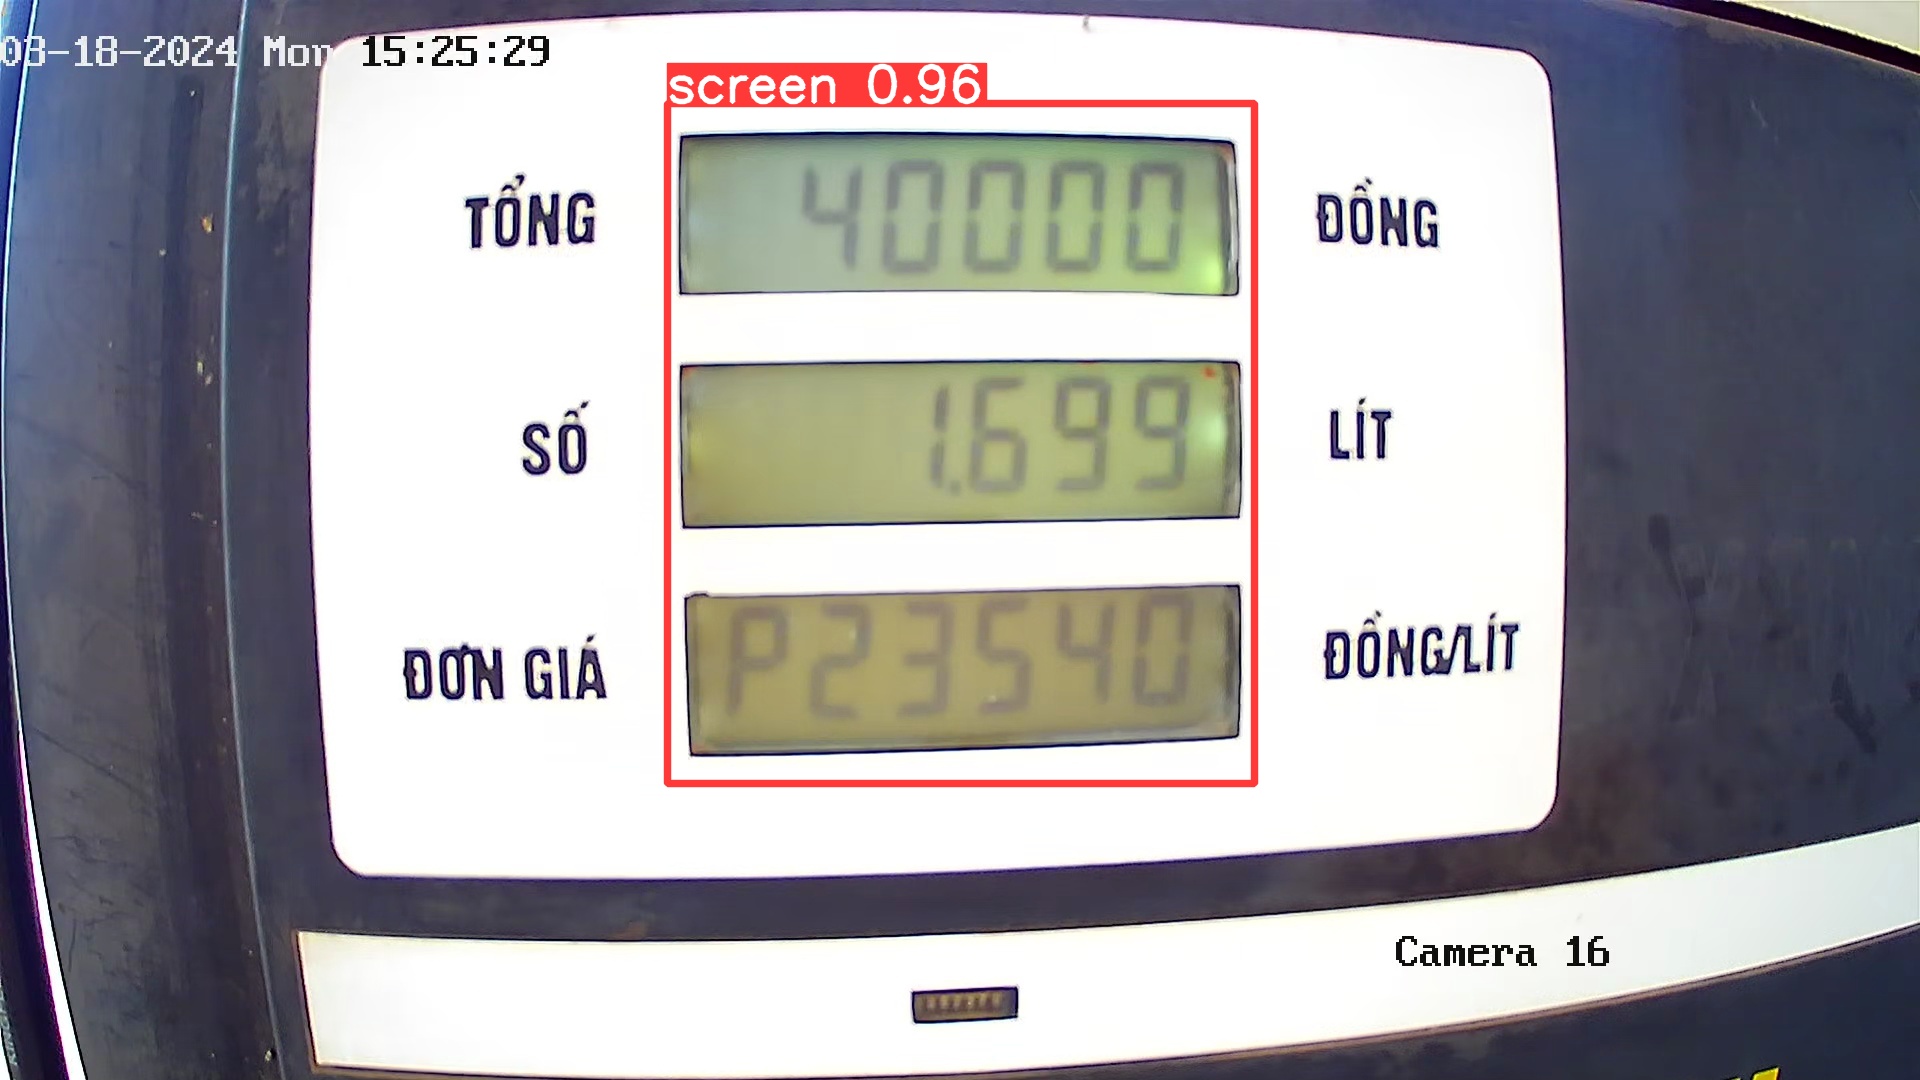 03-18-2024 Mon 15:25:29
screen 0.96
TỔNG 40000 ĐỒNG
SỐ 1.699 LÍT
ĐƠN GIÁ P23540 ĐỒNG/LÍT
Camera 16